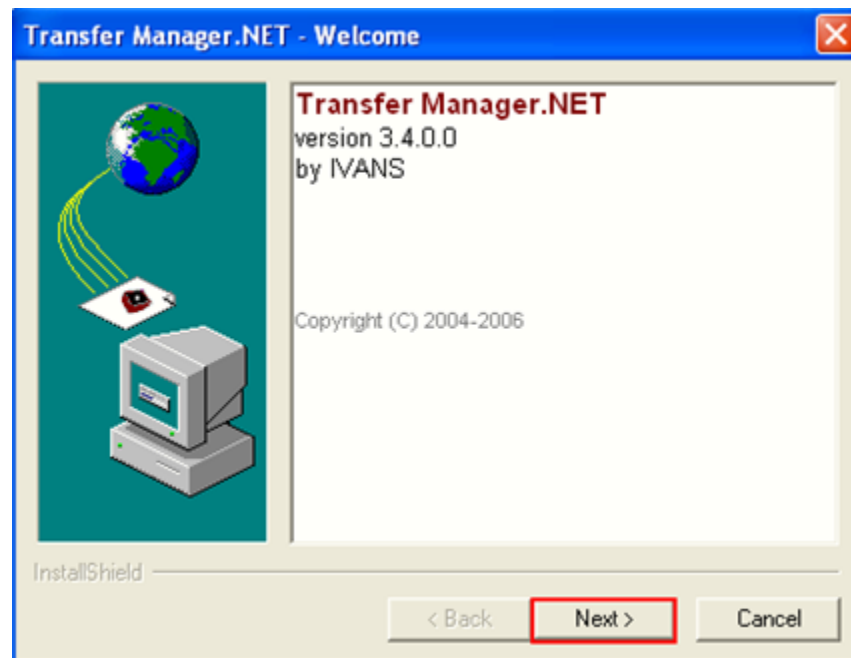 Transfer Manager.NET - Welcome
Transfer Manager.NET
version 3.4.0.0
by IVANS
Copyright (C) 2004-2006
InstallShield
< Back
Next >
Cancel